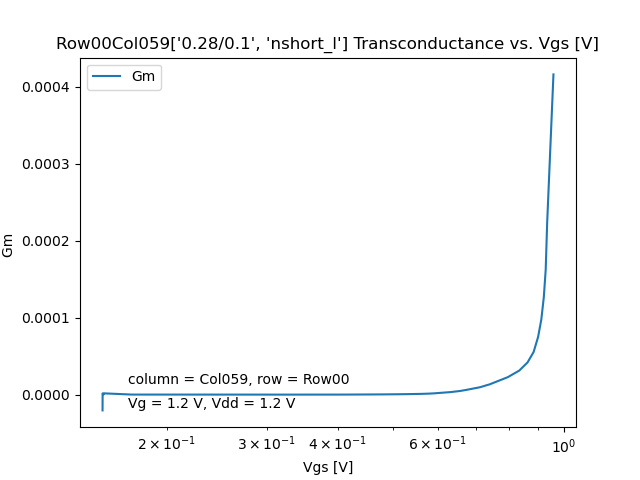 Row00Col059['0.28/0.1', 'nshort_l'] Transconductance vs. Vgs [V]
Gm
0.0004
0.0003
0.0002
0.0001
0.0000
Gm
column = Col059, row = Row00
Vg = 1.2 V, Vdd = 1.2 V
2 × 10⁻¹ 3 × 10⁻¹ 4 × 10⁻¹ 6 × 10⁻¹ 10⁰
Vgs [V]